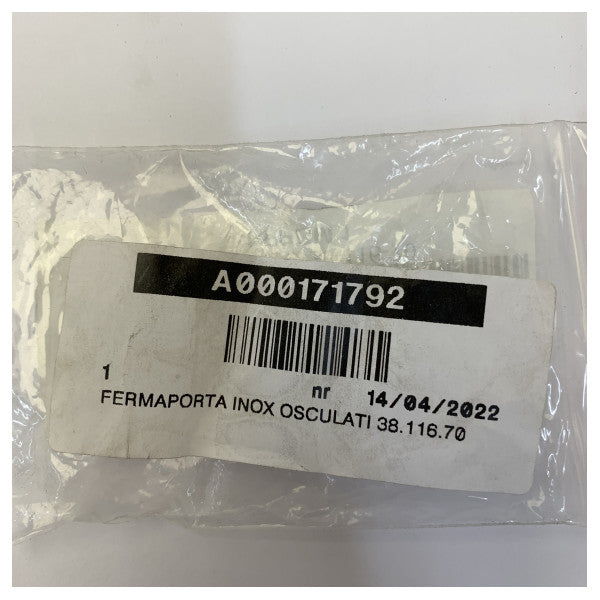 A000171792
1 nr 14/04/2022
FERMAPORTA INOX OSCULATI 38.116.70